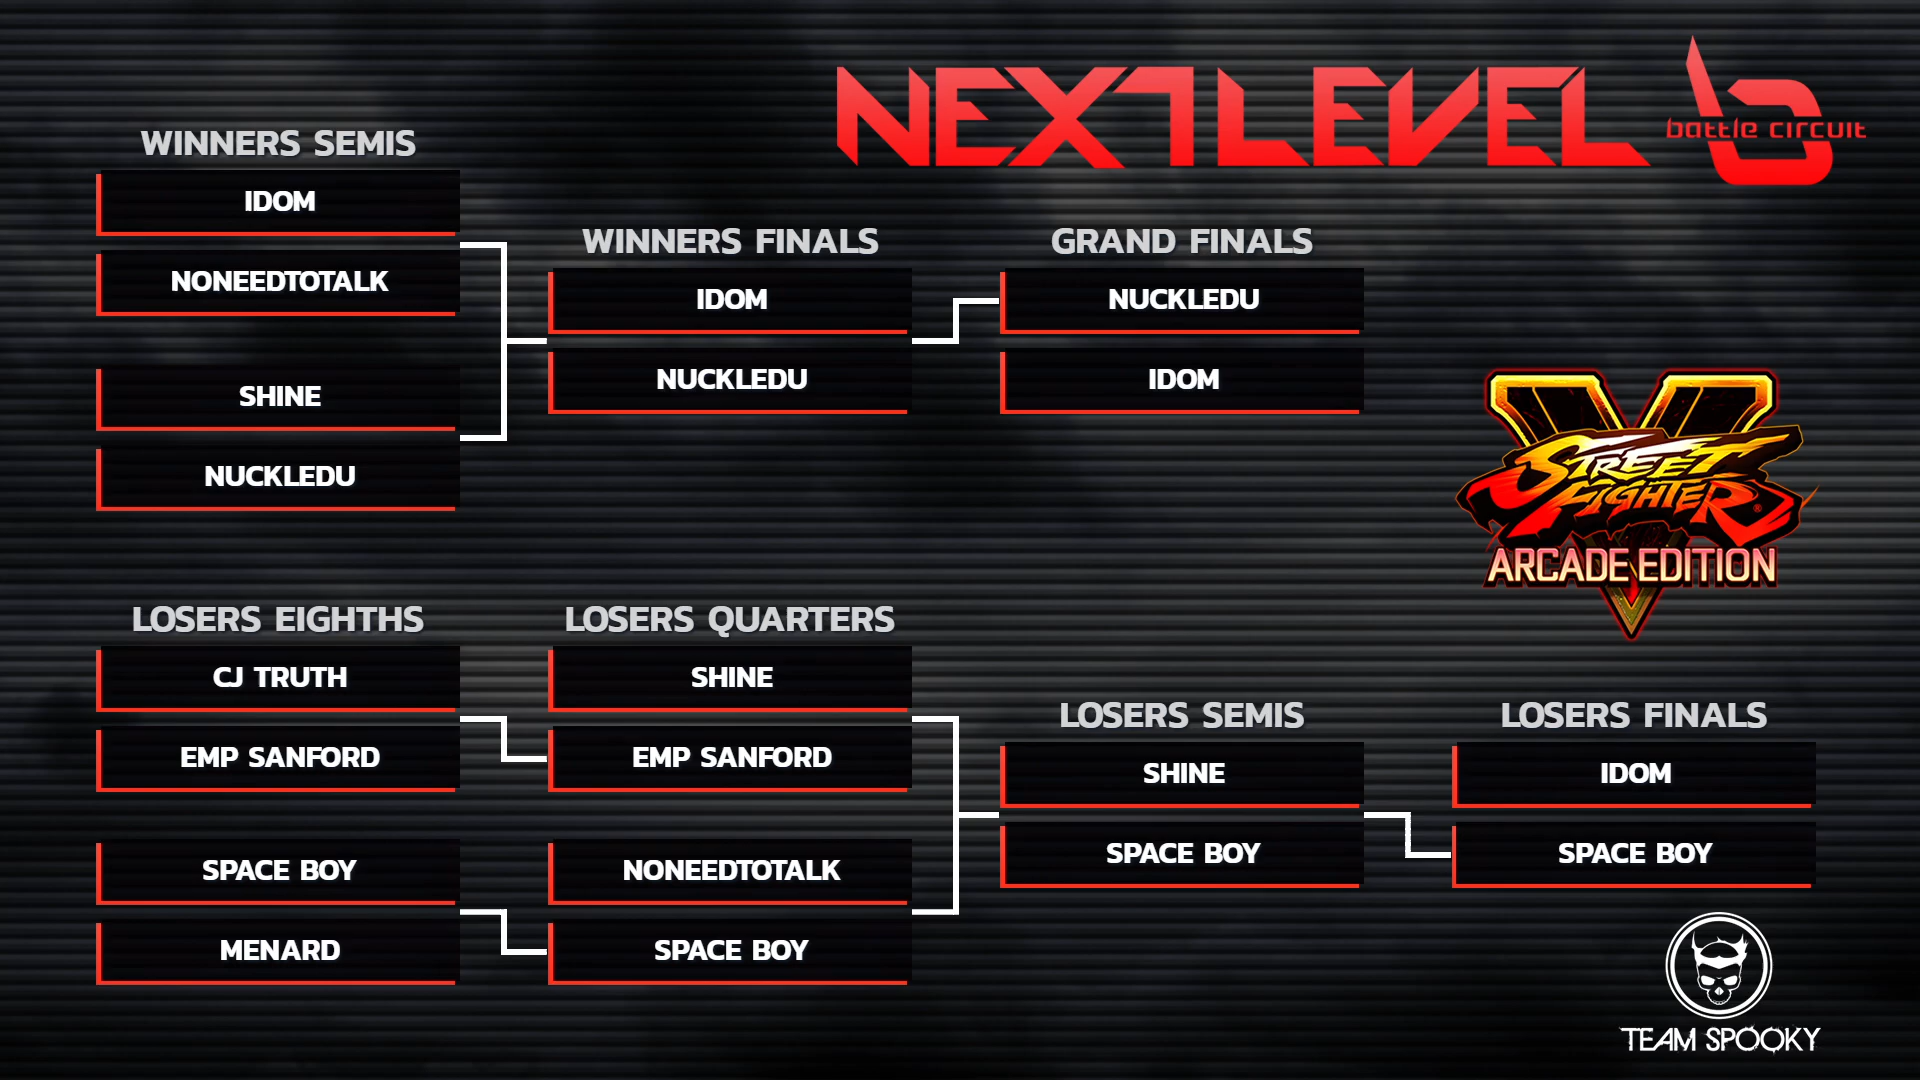 NEXT LEVEL
battle circuit
WINNERS SEMIS
IDOM
NONEEDTOTALK
SHINE
NUCKLEDU
WINNERS FINALS
IDOM
NUCKLEDU
GRAND FINALS
NUCKLEDU
IDOM
V
STREET
FIGHTER®
ARCADE EDITION
LOSERS EIGHTHS
CJ TRUTH
EMP SANFORD
SPACE BOY
MENARD
LOSERS QUARTERS
SHINE
EMP SANFORD
NONEEDTOTALK
SPACE BOY
LOSERS SEMIS
SHINE
SPACE BOY
LOSERS FINALS
IDOM
SPACE BOY
TEAM SPOOKY